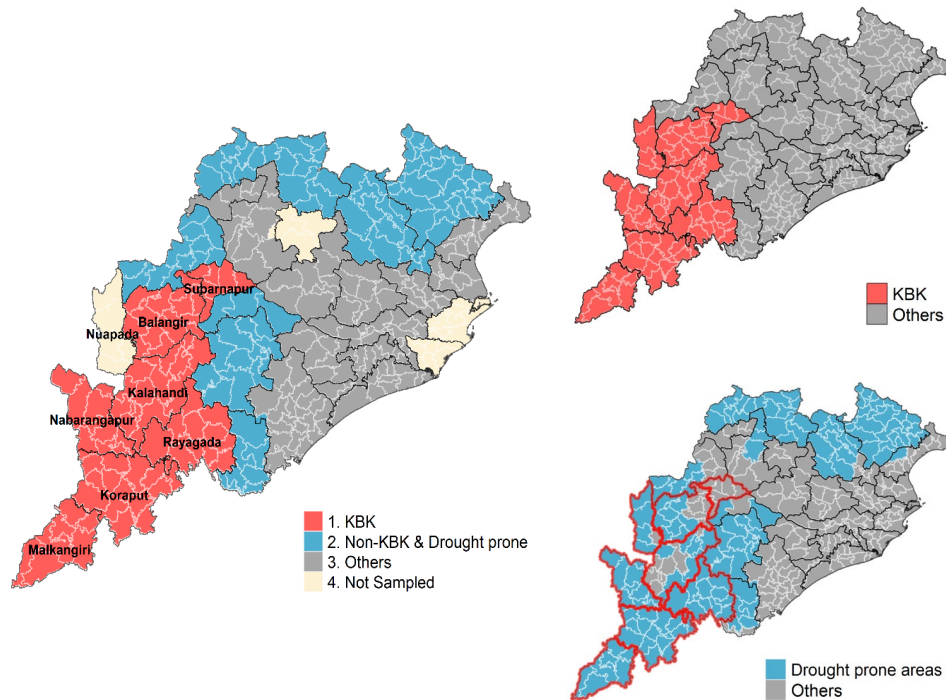 Subarnapur
Balangir
Nuapada
Kalahandi
Nabarangapur
Rayagada
Koraput
Malkangiri
1. KBK
2. Non-KBK & Drought prone
3. Others
4. Not Sampled
KBK
Others
Drought prone areas
Others